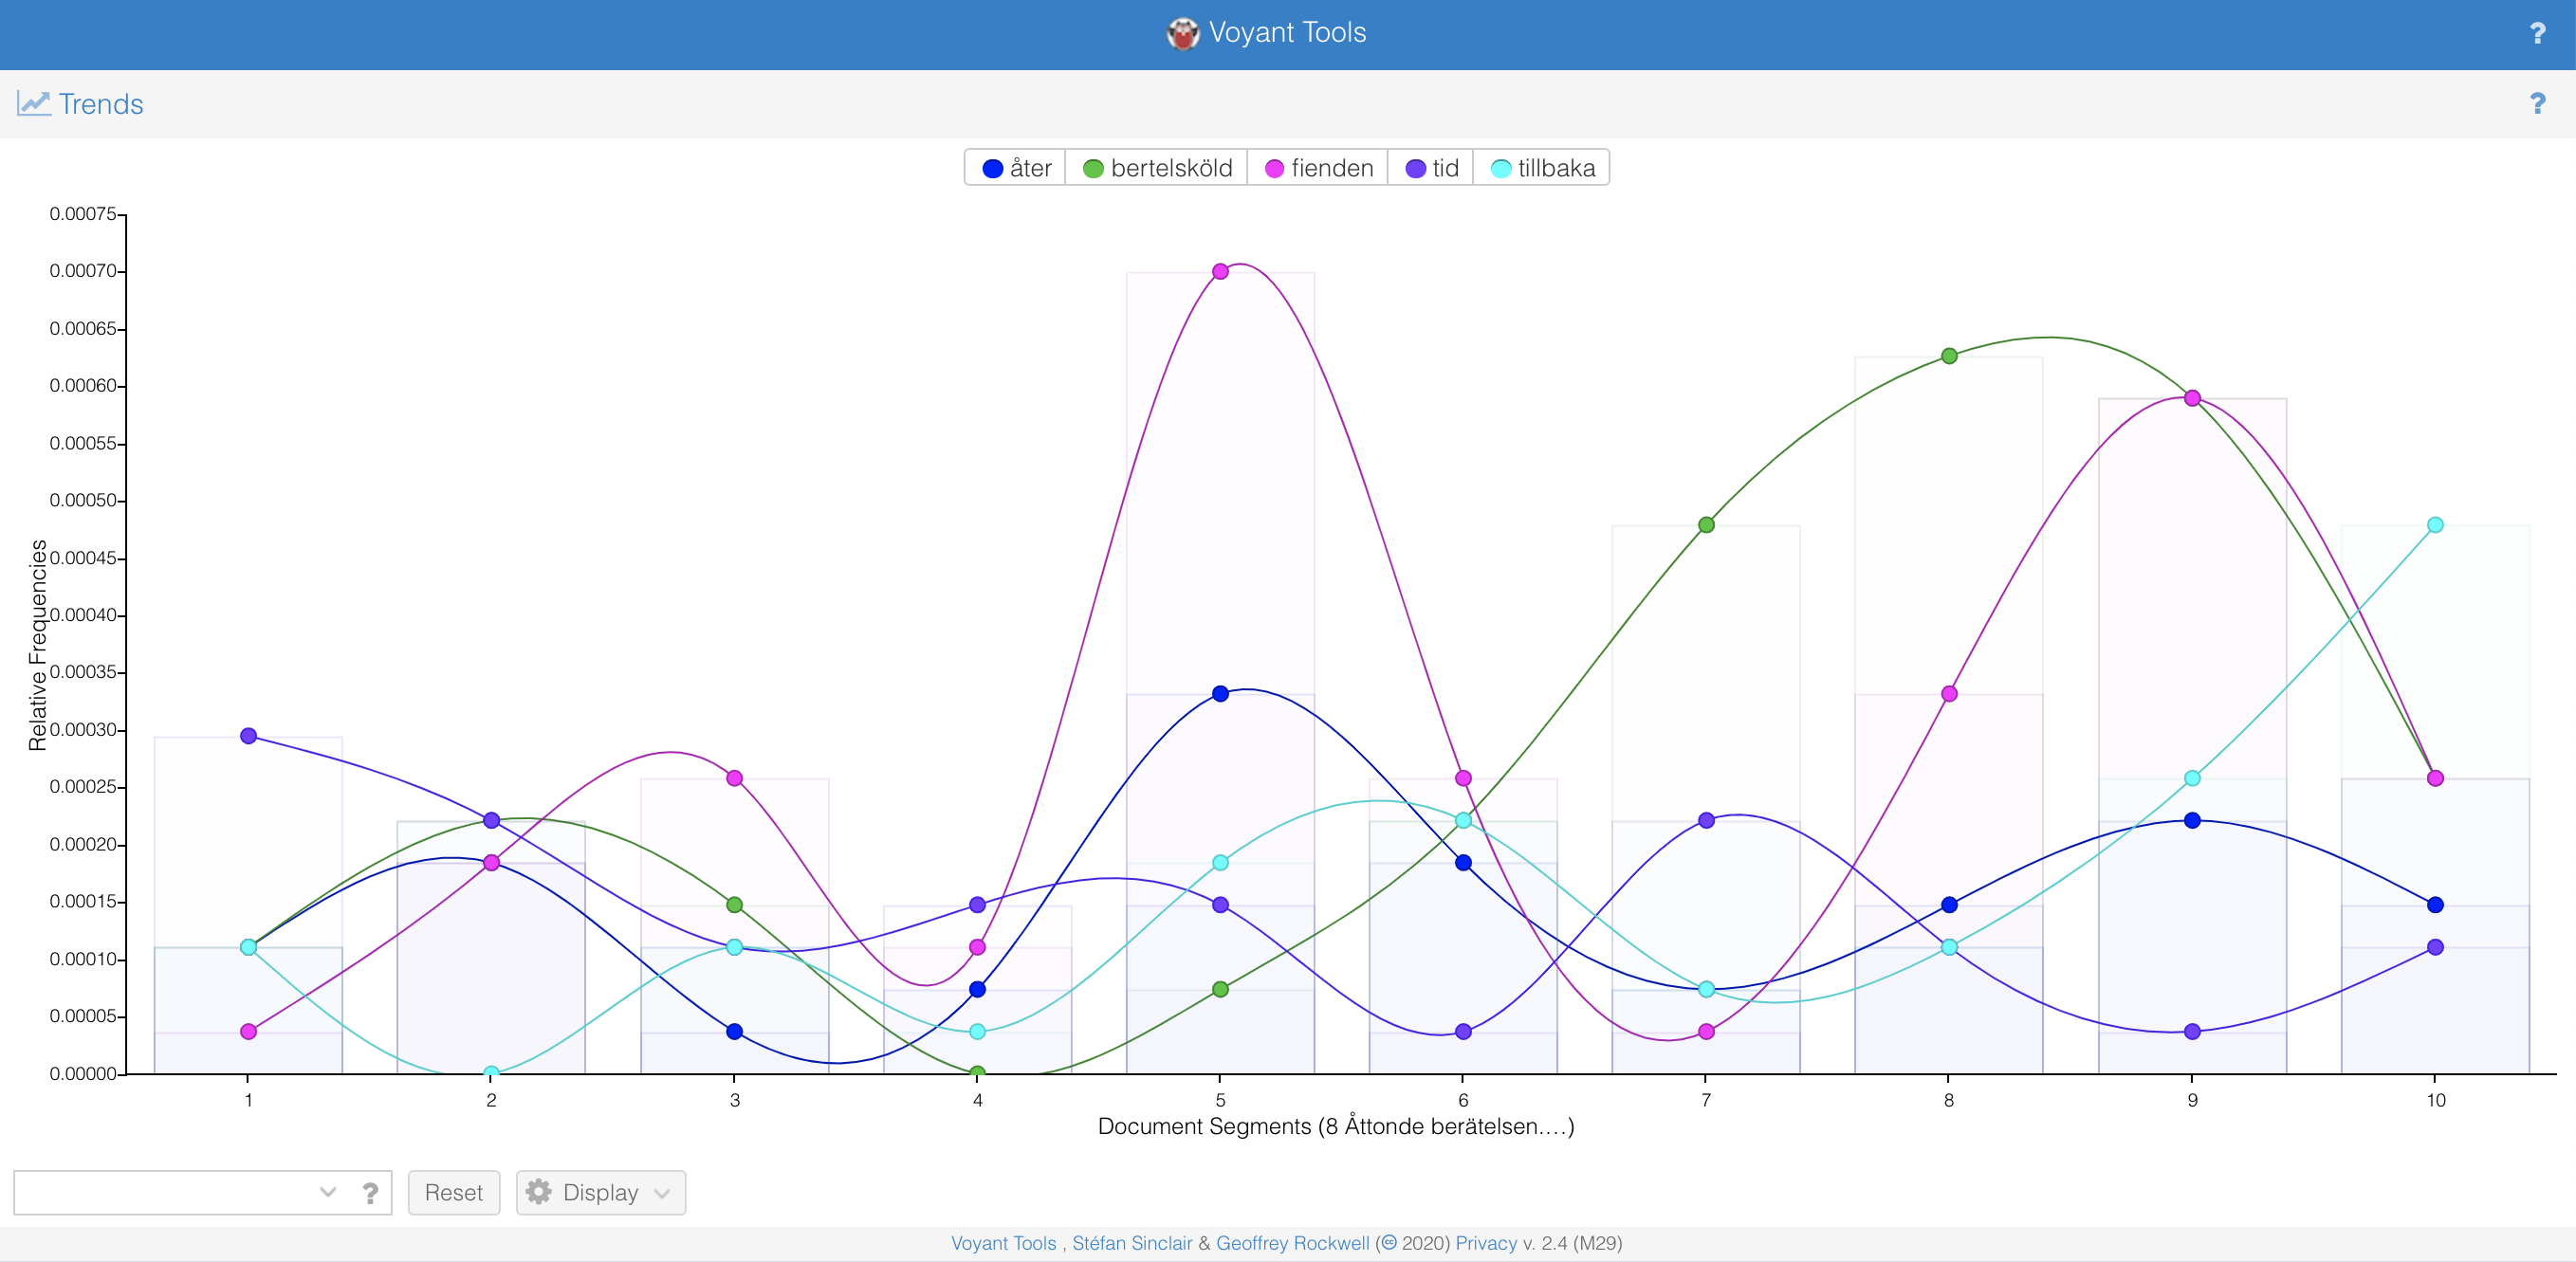 Voyant Tools
?
Trends
?
åter bertelsköld fienden tid tillbaka
0.00075
0.00070
0.00065
0.00060
0.00055
0.00050
0.00045
0.00040
0.00035
0.00030
0.00025
0.00020
0.00015
0.00010
0.00005
0.00000
Relative Frequencies
1 2 3 4 5 6 7 8 9 10
Document Segments (8 Åttonde berätelsen....)
? Reset Display
Voyant Tools , Stéfan Sinclair & Geoffrey Rockwell (cc 2020) Privacy v. 2.4 (M29)